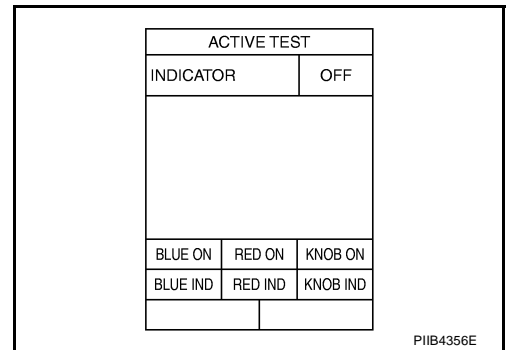 ACTIVE TEST
INDICATOR OFF
BLUE ON RED ON KNOB ON
BLUE IND RED IND KNOB IND
PIIB4356E